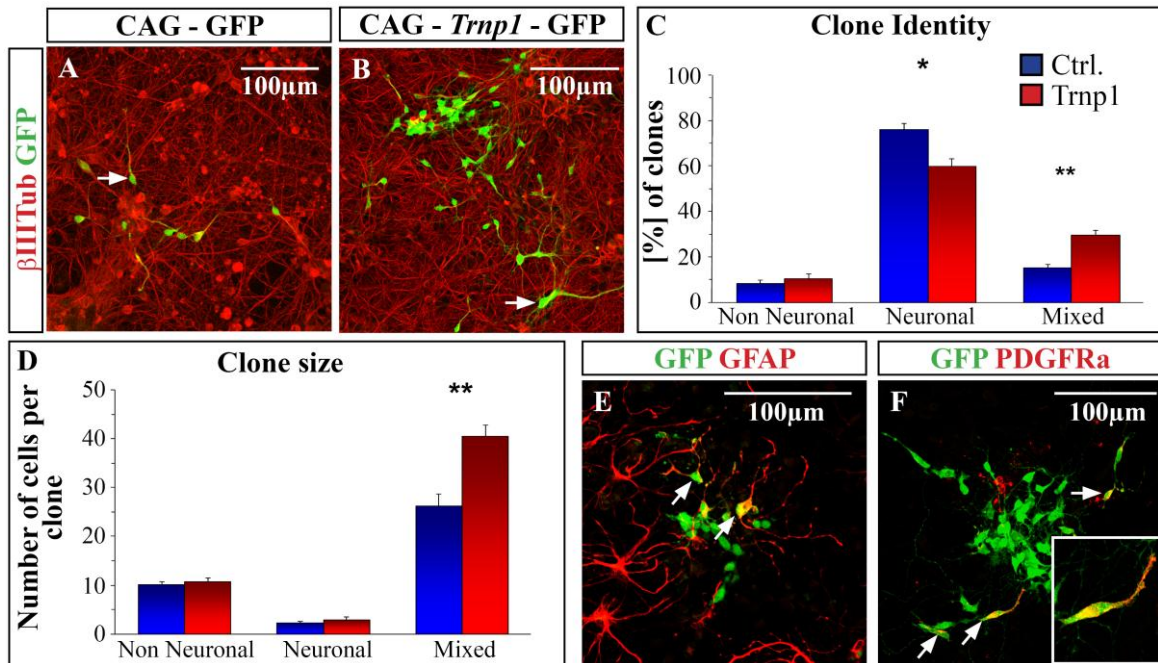 CAG - GFP
CAG - Trnp1 - GFP
βIIITub GFP
A
100µm
B
100µm
C
Clone Identity
Ctrl.
Trnp1
*
**
[%] of clones
100
80
60
40
20
0
Non Neuronal
Neuronal
Mixed
D
Clone size
**
Number of cells per
clone
50
40
30
20
10
0
Non Neuronal
Neuronal
Mixed
GFP GFAP
E
100µm
GFP PDGFRa
F
100µm